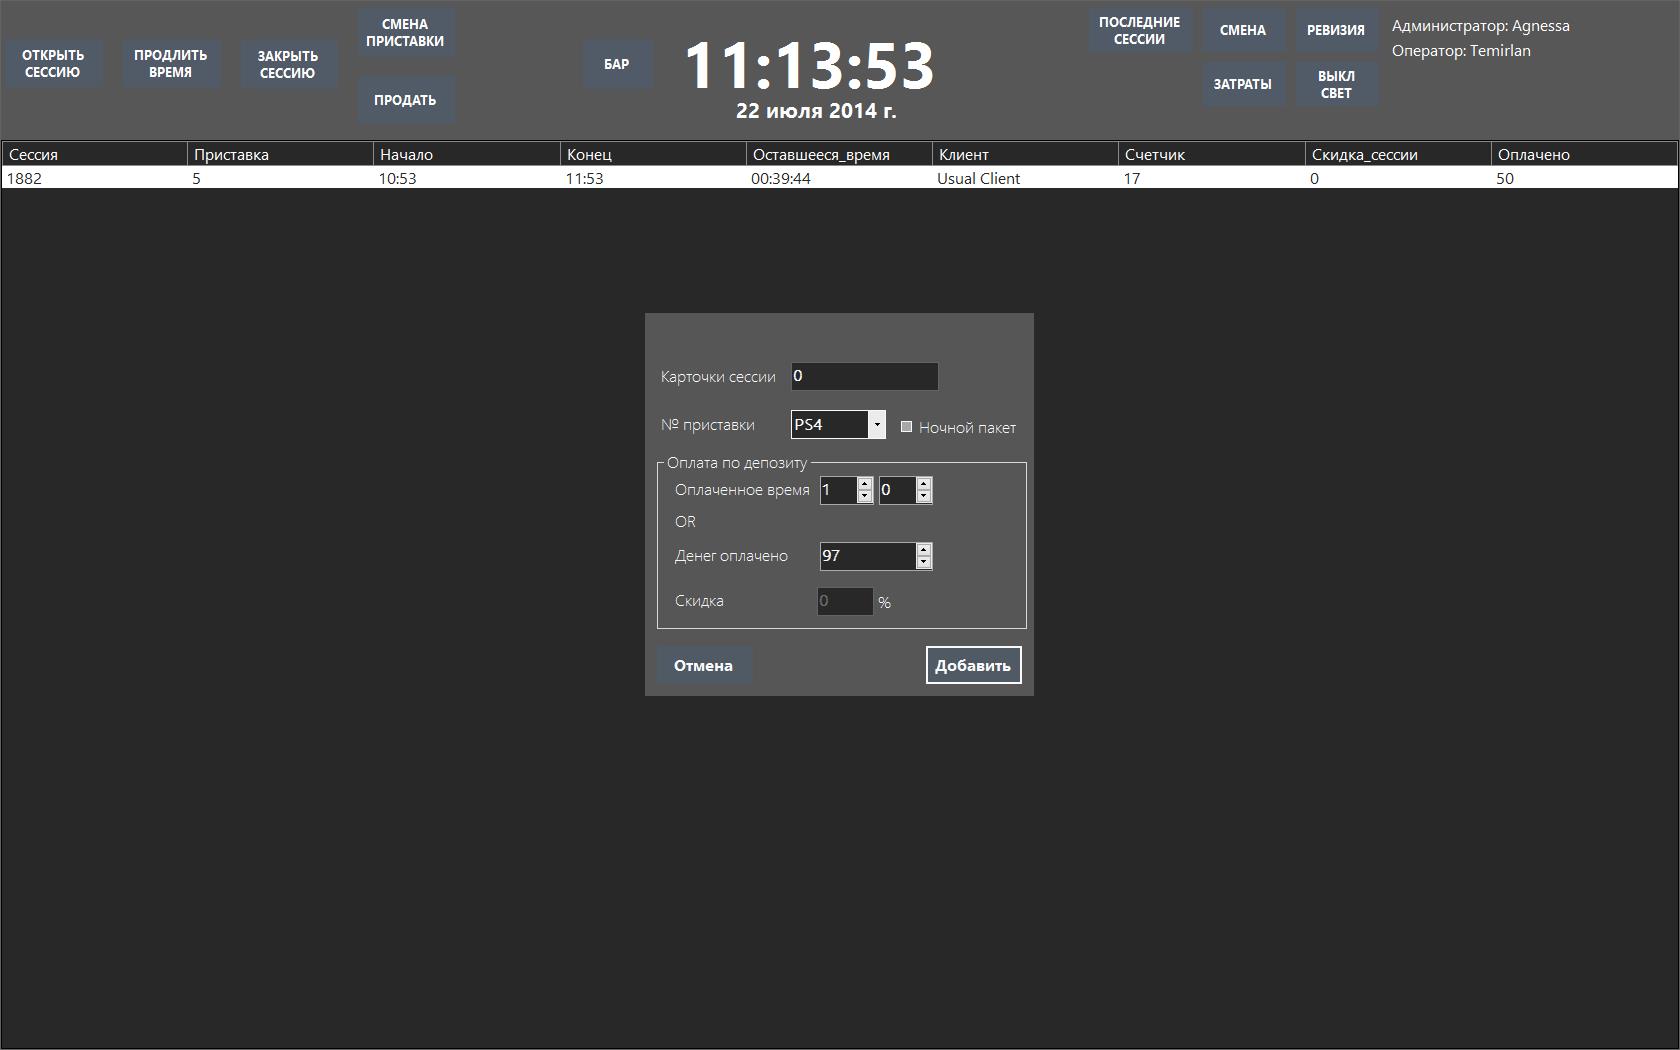 ОТКРЫТЬ
СЕССИЮ
ПРОДЛИТЬ
ВРЕМЯ
ЗАКРЫТЬ
СЕССИЮ
СМЕНА
ПРИСТАВКИ
ПРОДАТЬ
БАР
11:13:53
22 июля 2014 г.
ПОСЛЕДНИЕ
СЕССИИ
СМЕНА
РЕВИЗИЯ
ЗАТРАТЫ
ВЫКЛ
СВЕТ
Администратор: Agnessa
Оператор: Temirlan
Сессия Приставка Начало Конец Оставшееся_время Клиент Счетчик Скидка_сессии Оплачено
1882 5 10:53 11:53 00:39:44 Usual Client 17 0 50
Карточки сессии 0
№ приставки PS4 Ночной пакет
Оплата по депозиту
Оплаченное время 1 0
OR
Денег оплачено 97
Скидка 0 %
Отмена Добавить